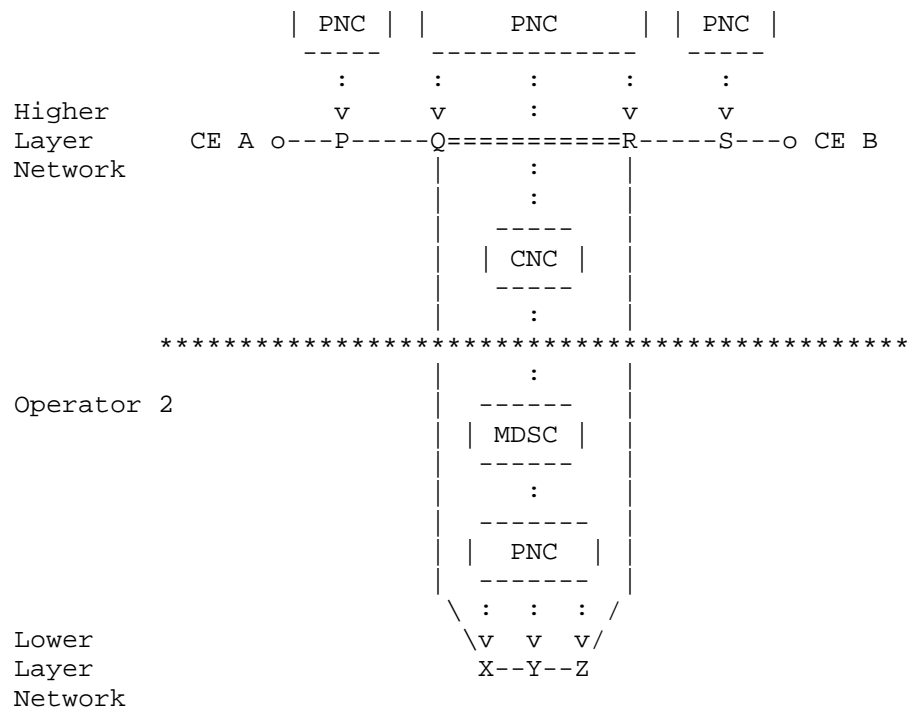 | PNC | | PNC | | PNC |
----- ------------- -----
: : : : :
Higher v v : v v
Layer CE A o---P-----Q===========R-----S---o CE B
Network | : |
| : |
| ----- |
| | CNC | |
| ----- |
| : |
***********************************************
| : |
Operator 2 | ------ |
| | MDSC | |
| ------ |
| : |
| ------- |
| | PNC | |
| ------- |
\ : : : /
Lower \v v v/
Layer X--Y--Z
Network